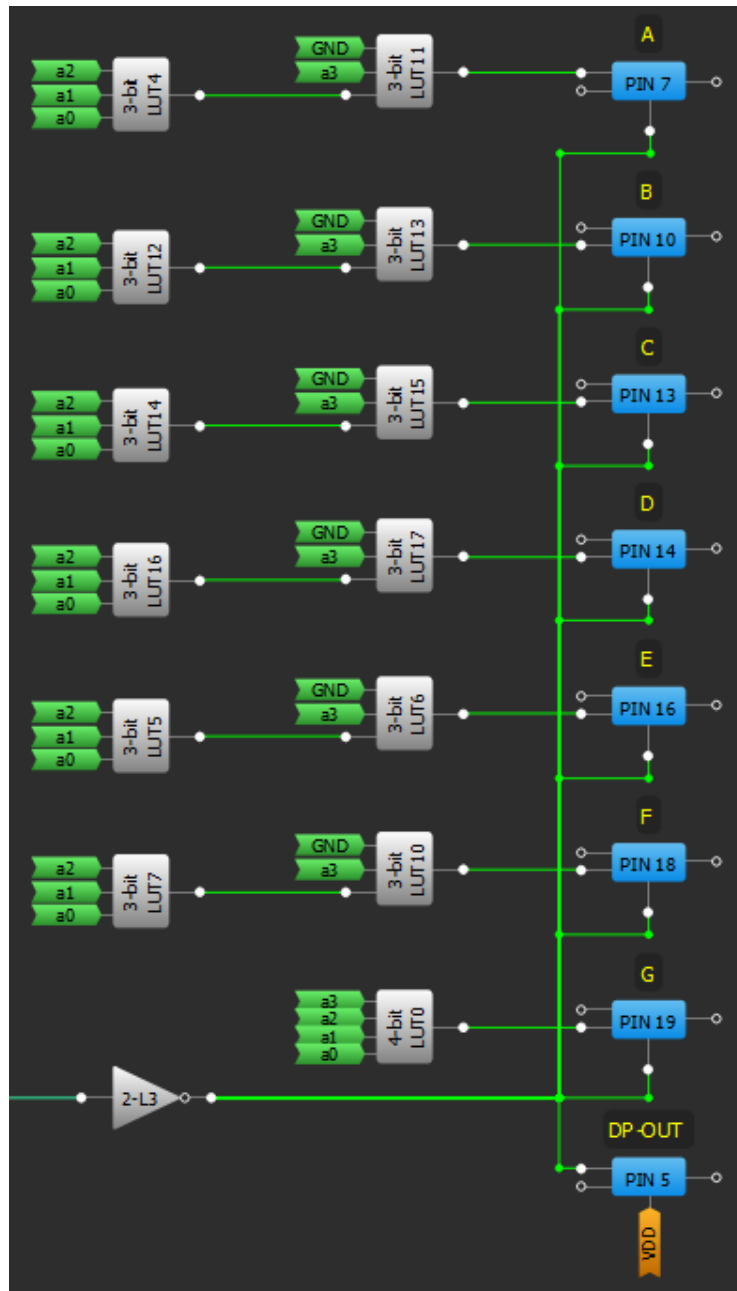 A
GND
a2
3-bit LUT4
a3
3-bit LUT11
PIN 7
a1
a0
B
GND
a2
3-bit LUT12
a3
3-bit LUT13
PIN 10
a1
a0
C
GND
a2
3-bit LUT14
a3
3-bit LUT15
PIN 13
a1
a0
D
GND
a2
3-bit LUT16
a3
3-bit LUT17
PIN 14
a1
a0
E
GND
a2
3-bit LUT5
a3
3-bit LUT6
PIN 16
a1
a0
F
GND
a2
3-bit LUT7
a3
3-bit LUT10
PIN 18
a1
a0
G
a3
a2
a1
a0
4-bit LUT0
PIN 19
2-L3
DP-OUT
PIN 5
VDD